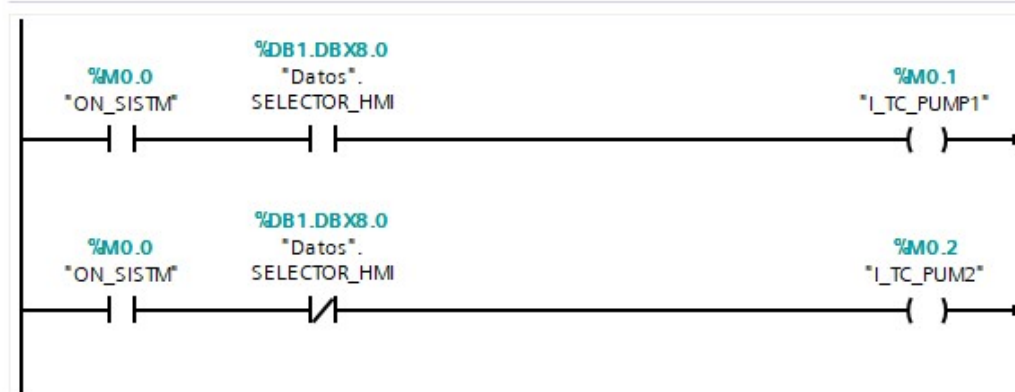 %DB1.DBX8.0
%M0.0 "Datos". %M0.1
"ON_SISTM" SELECTOR_HMI "I_TC_PUMP1"
%DB1.DBX8.0
%M0.0 "Datos". %M0.2
"ON_SISTM" SELECTOR_HMI "I_TC_PUM2"